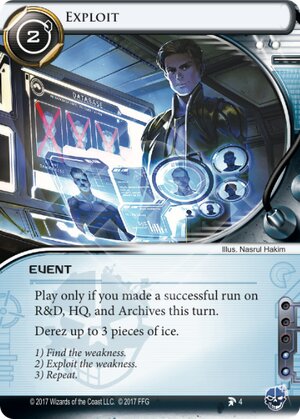 EXPLOIT
2
DATABASE
Illus. Nasrul Hakim
EVENT
Play only if you made a successful run on
R&D, HQ, and Archives this turn.
Derez up to 3 pieces of ice.
1) Find the weakness.
2) Exploit the weakness.
3) Repeat.
© 2017 Wizards of the Coast LLC. © 2017 FFG
4